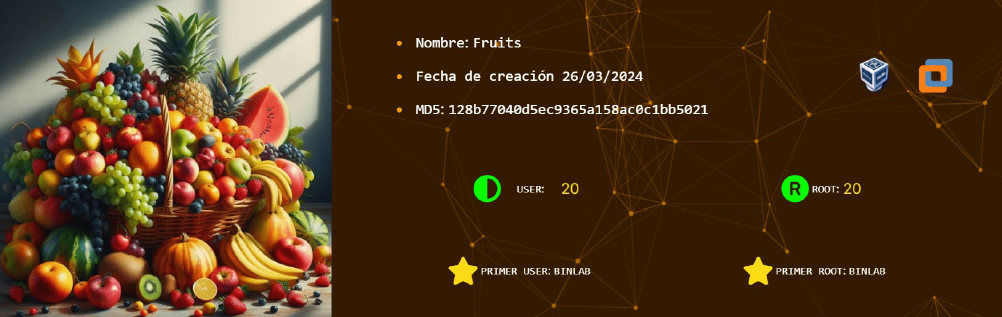 Nombre: Fruits
Fecha de creación 26/03/2024
MD5: 128b77040d5ec9365a158ac0c1bb5021
USER: 20
R ROOT: 20
PRIMER USER: BINLAB
PRIMER ROOT: BINLAB